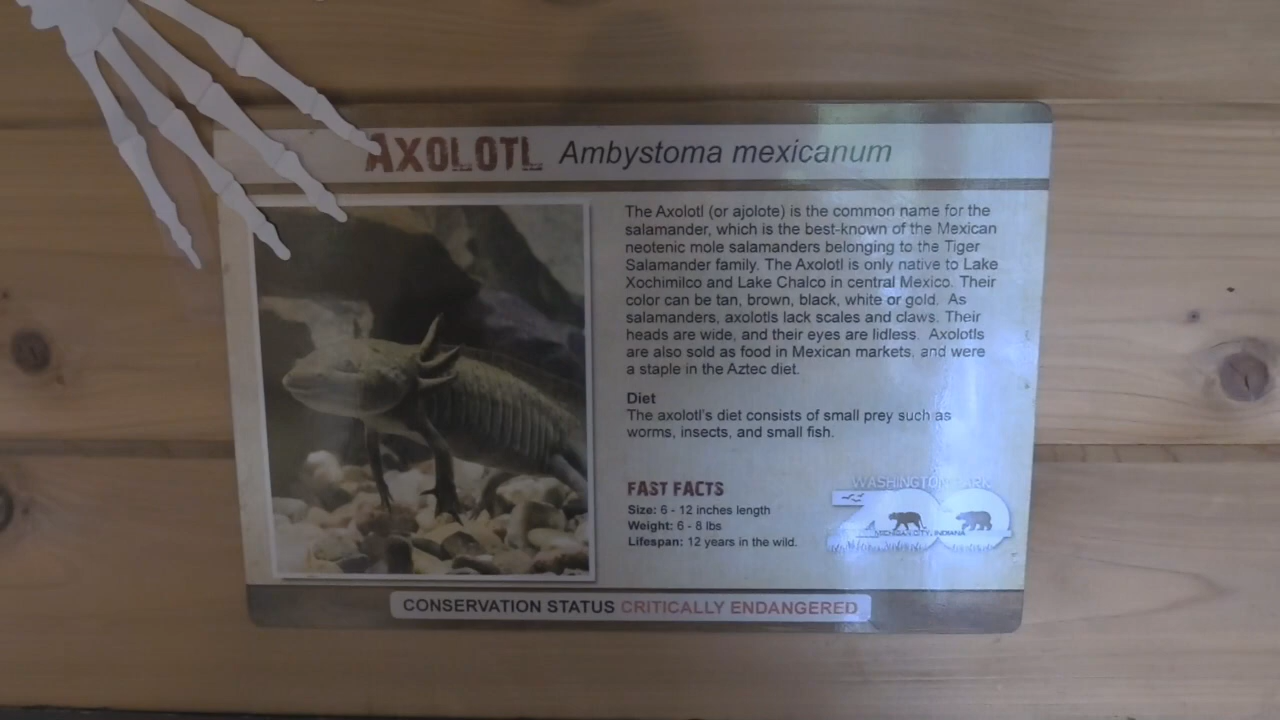 AXOLOTL Ambystoma mexicanum
The Axolotl (or ajolote) is the common name for the
salamander, which is the best-known of the Mexican
neotenic mole salamanders belonging to the Tiger
Salamander family. The Axolotl is only native to Lake
Xochimilco and Lake Chalco in central Mexico. Their
color can be tan, brown, black, white or gold. As
salamanders, axolotls lack scales and claws. Their
heads are wide, and their eyes are lidless. Axolotls
are also sold as food in Mexican markets, and were
a staple in the Aztec diet.
Diet
The axolotl's diet consists of small prey such as
worms, insects, and small fish.
FAST FACTS
Size: 6 - 12 inches length
Weight: 6 - 8 lbs
Lifespan: 12 years in the wild.
WASHINGTON PARK
ZOO
MICHIGAN CITY, INDIANA
CONSERVATION STATUS CRITICALLY ENDANGERED